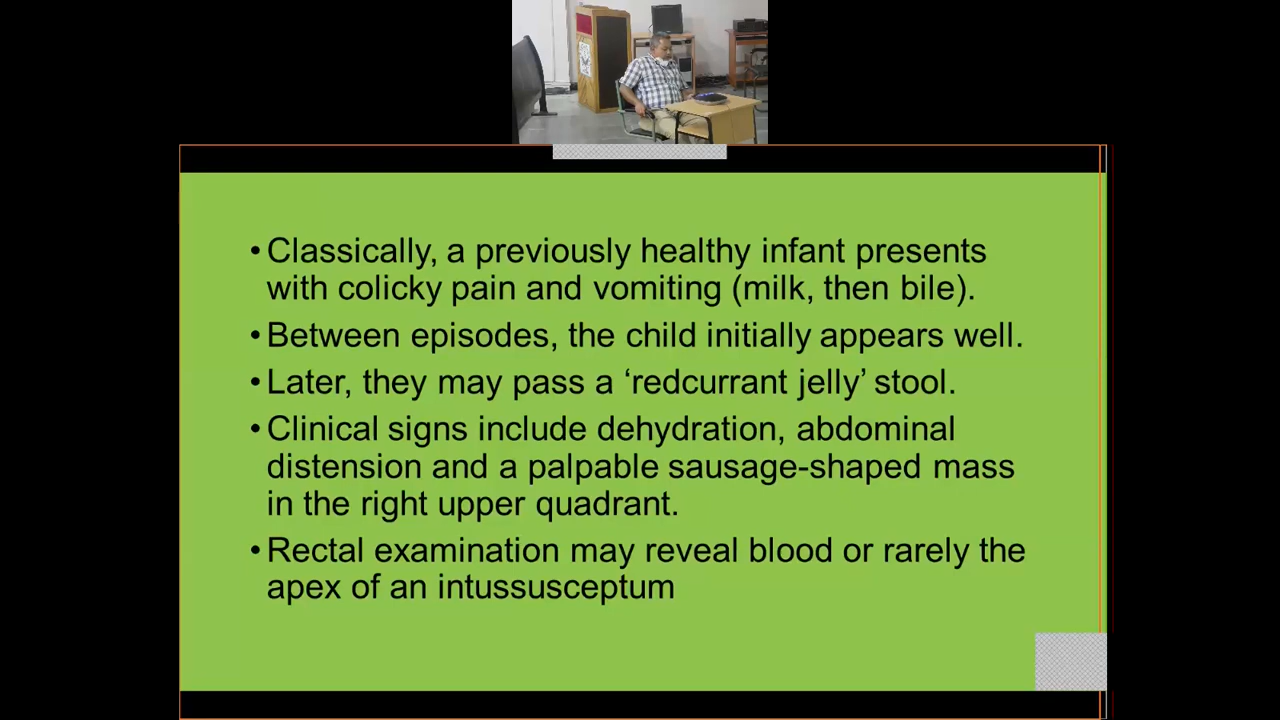 • Classically, a previously healthy infant presents
with colicky pain and vomiting (milk, then bile).
• Between episodes, the child initially appears well.
• Later, they may pass a ‘redcurrant jelly’ stool.
• Clinical signs include dehydration, abdominal
distension and a palpable sausage-shaped mass
in the right upper quadrant.
• Rectal examination may reveal blood or rarely the
apex of an intussusceptum